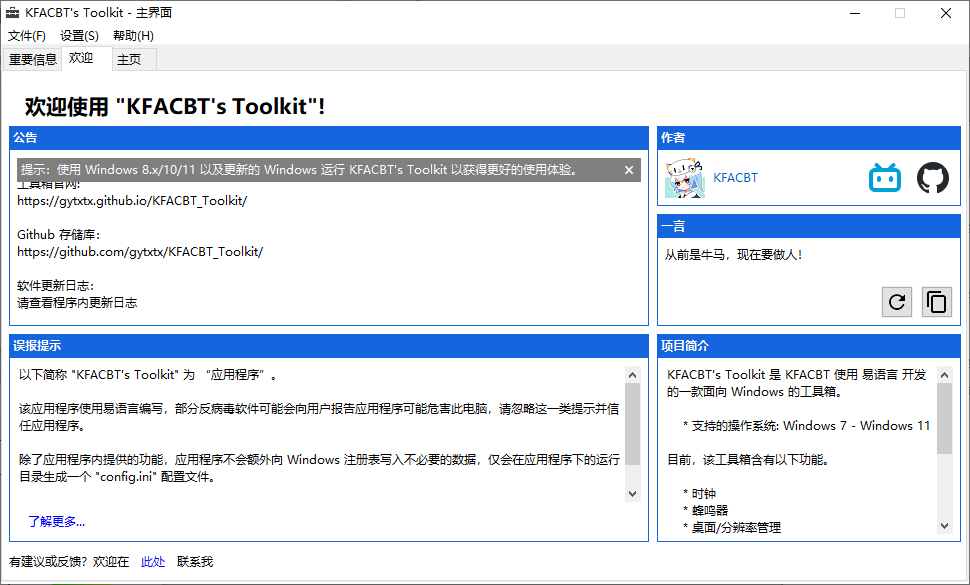 KFACBT's Toolkit - 主界面
文件(F) 设置(S) 帮助(H)
重要信息 欢迎 主页
欢迎使用 "KFACBT's Toolkit"!
公告
提示：使用 Windows 8.x/10/11 以及更新的 Windows 运行 KFACBT's Toolkit 以获得更好的使用体验。
工具箱官网:
https://gytxtx.github.io/KFACBT_Toolkit/
Github 存储库:
https://github.com/gytxtx/KFACBT_Toolkit/
软件更新日志:
请查看程序内更新日志
作者
KFACBT
一言
从前是牛马，现在要做人！
误报提示
以下简称 "KFACBT's Toolkit" 为 “应用程序”。
该应用程序使用易语言编写，部分反病毒软件可能会向用户报告应用程序可能危害此电脑，请忽略这一类提示并信
任应用程序。
除了应用程序内提供的功能，应用程序不会额外向 Windows 注册表写入不必要的数据，仅会在应用程序下的运行
目录生成一个 "config.ini" 配置文件。
了解更多...
项目简介
KFACBT's Toolkit 是 KFACBT 使用 易语言 开发
的一款面向 Windows 的工具箱。
* 支持的操作系统: Windows 7 - Windows 11
目前，该工具箱含有以下功能。
* 时钟
* 蜂鸣器
* 桌面/分辨率管理
有建议或反馈？欢迎在 此处 联系我